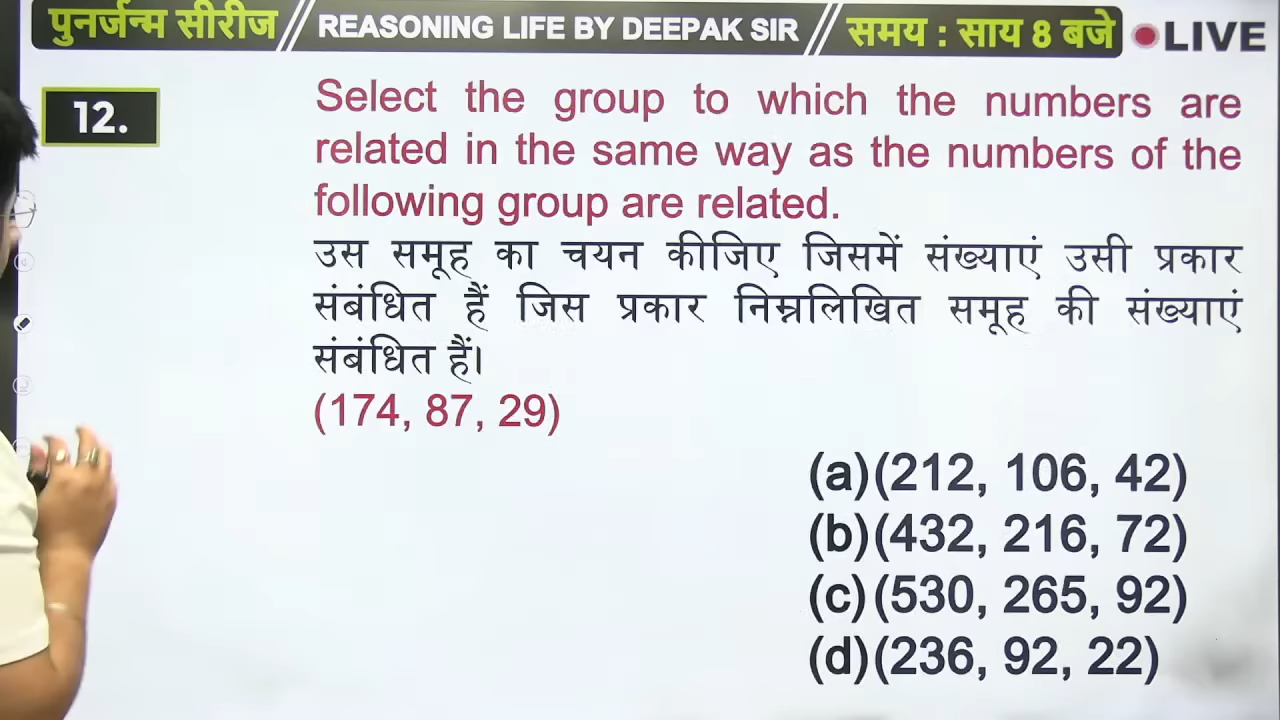 पुनर्जन्म सीरीज // REASONING LIFE BY DEEPAK SIR // समय : साय 8 बजे LIVE
12.
Select the group to which the numbers are
related in the same way as the numbers of the
following group are related.
उस समूह का चयन कीजिए जिसमें संख्याएं उसी प्रकार
संबंधित हैं जिस प्रकार निम्नलिखित समूह की संख्याएं
संबंधित हैं।
(174, 87, 29)
(a)(212, 106, 42)
(b)(432, 216, 72)
(c)(530, 265, 92)
(d)(236, 92, 22)